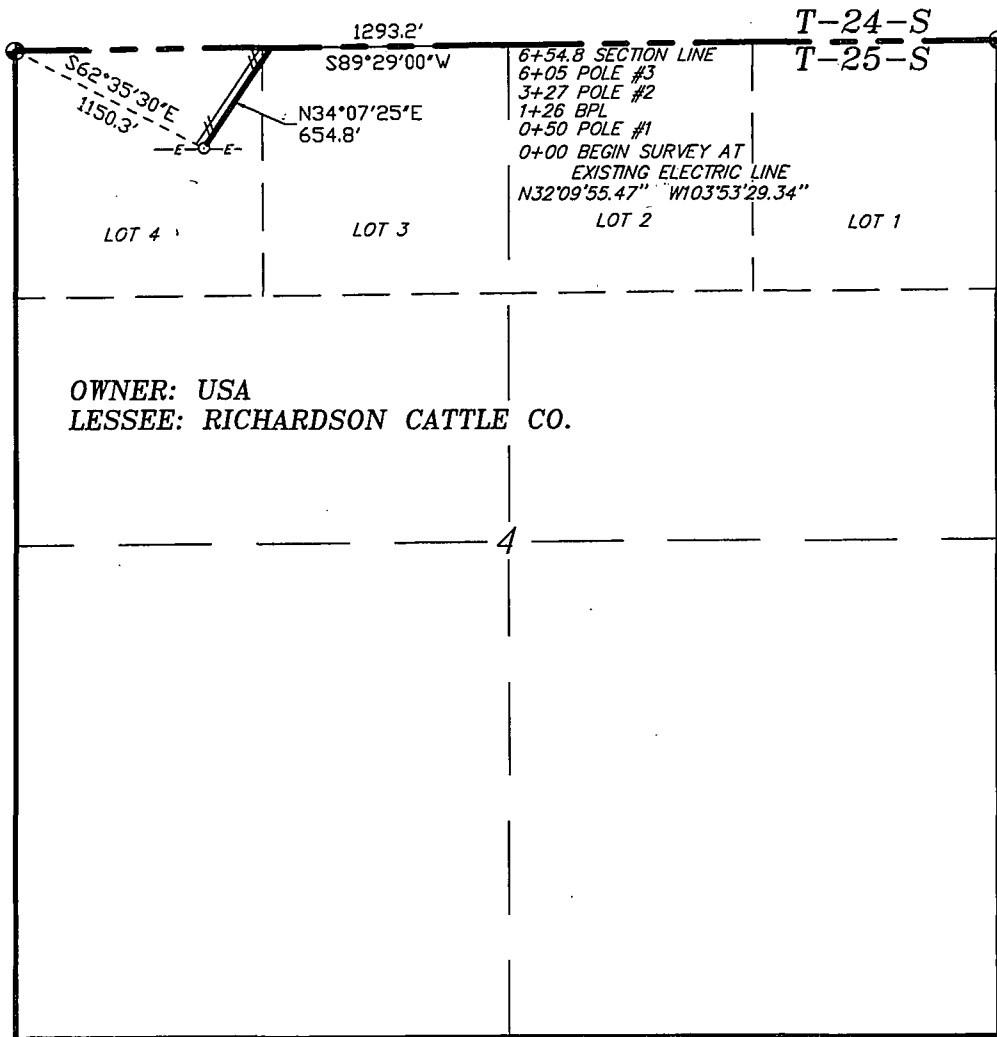 T-24-S
T-25-S
1293.2'
S89°29'00"W
S62°35'30"E
1150.3'
N34°07'25"E
654.8'
E
E
6+54.8 SECTION LINE
6+05 POLE #3
3+27 POLE #2
1+26 BPL
0+50 POLE #1
0+00 BEGIN SURVEY AT
EXISTING ELECTRIC LINE
N32°09'55.47" W103°53'29.34"
LOT 4
LOT 3
LOT 2
LOT 1
OWNER: USA
LESSEE: RICHARDSON CATTLE CO.
4